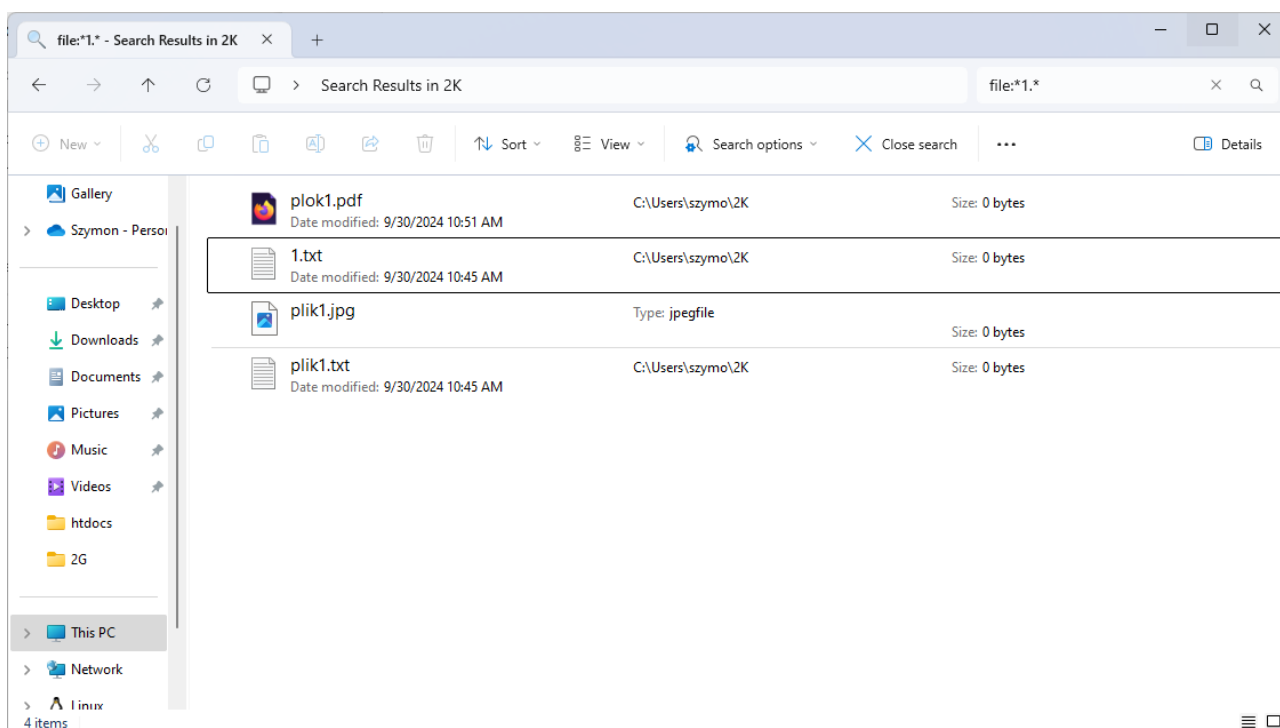 file:*1.* - Search Results in 2K
Search Results in 2K
file:*1.*
New
Sort
View
Search options
Close search
Details
Gallery
Szymon - Person
Desktop
Downloads
Documents
Pictures
Music
Videos
htdocs
2G
This PC
Network
Linux
plok1.pdf C:\Users\szymo\2K Size: 0 bytes
Date modified: 9/30/2024 10:51 AM
1.txt C:\Users\szymo\2K Size: 0 bytes
Date modified: 9/30/2024 10:45 AM
plik1.jpg Type: jpegfile
Size: 0 bytes
plik1.txt C:\Users\szymo\2K Size: 0 bytes
Date modified: 9/30/2024 10:45 AM
4 items